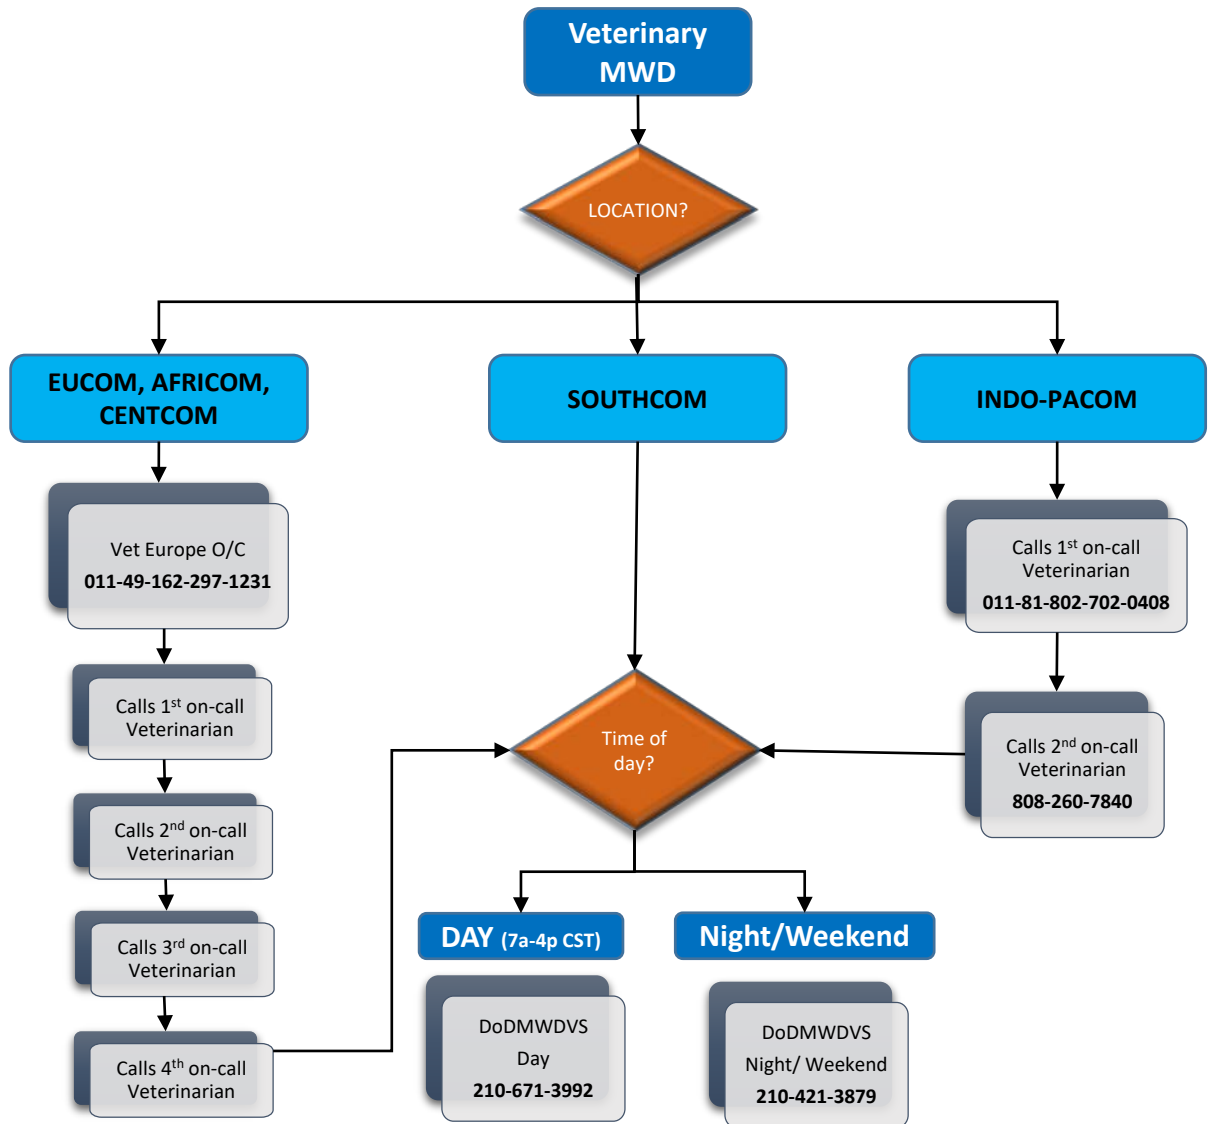 Veterinary
MWD
LOCATION?
EUCOM, AFRICOM,
CENTCOM
SOUTHCOM
INDO-PACOM
Vet Europe O/C
011-49-162-297-1231
Calls 1st on-call
Veterinarian
Calls 2nd on-call
Veterinarian
Calls 3rd on-call
Veterinarian
Calls 4th on-call
Veterinarian
Calls 1st on-call
Veterinarian
011-81-802-702-0408
Calls 2nd on-call
Veterinarian
808-260-7840
Time of
day?
DAY (7a-4p CST)
Night/Weekend
DoDMWDVS
Day
210-671-3992
DoDMWDVS
Night/ Weekend
210-421-3879